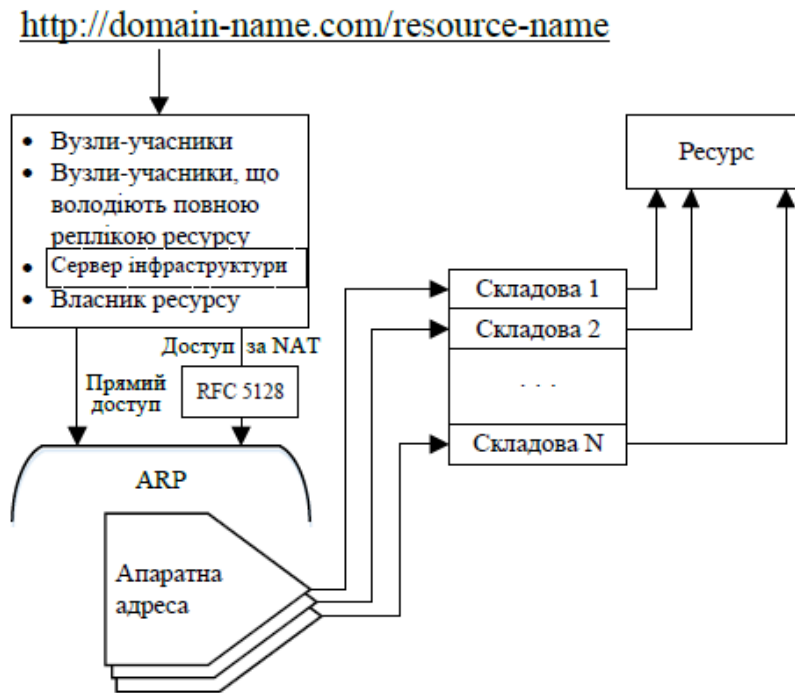 http://domain-name.com/resource-name
• Вузли-учасники
• Вузли-учасники, що
володіють повною
реплікою ресурсу
• Сервер інфраструктури
• Власник ресурсу
Доступ за NAT
Прямий
доступ
RFC 5128
ARP
Апаратна
адреса
Складова 1
Складова 2
. . .
Складова N
Ресурс